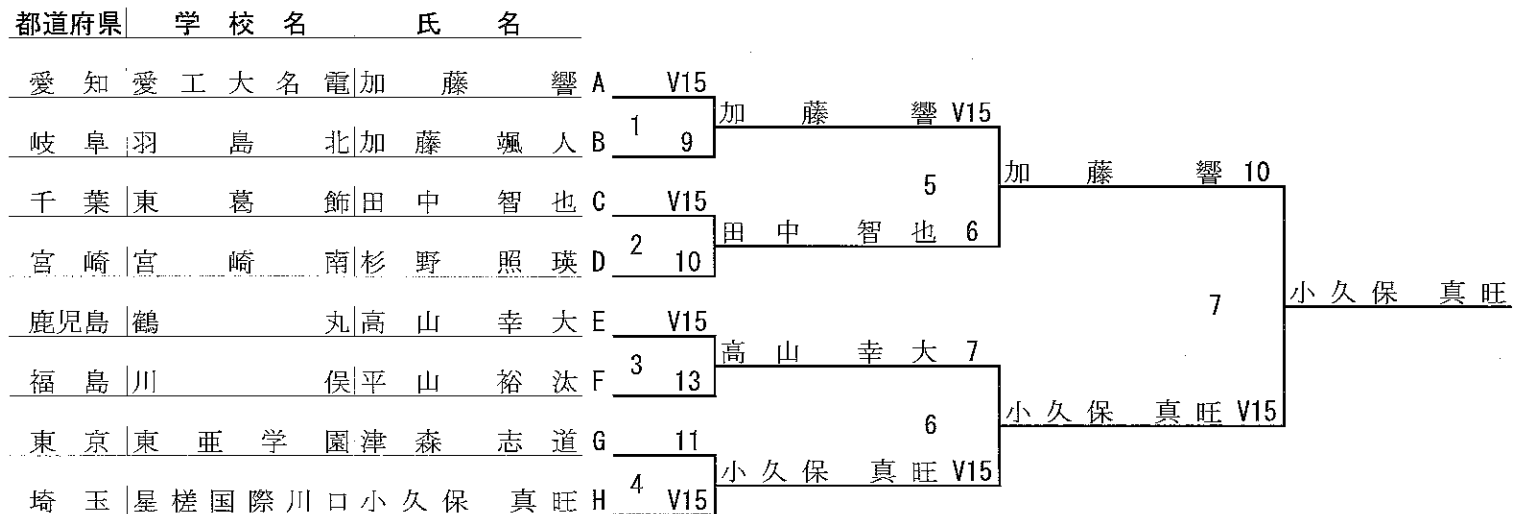 都道府県 学校名 氏名
愛知 愛工大名電 加藤響 A V15
加藤響 V15
1
岐阜 羽島北 加藤颯人 B 9
5 加藤響 10
千葉 東葛飾 田中智也 C V15
田中智也 6
2
宮崎 宮崎南 杉野照瑛 D 10
7 小久保真旺
鹿児島 鶴丸 高山幸大 E V15
高山幸大 7
3
福島 川俣 平山裕汰 F 13
6 小久保真旺 V15
東京 東亜学園 津森志道 G 11
小久保真旺 V15
4
埼玉 星槎国際川口 小久保真旺 H V15